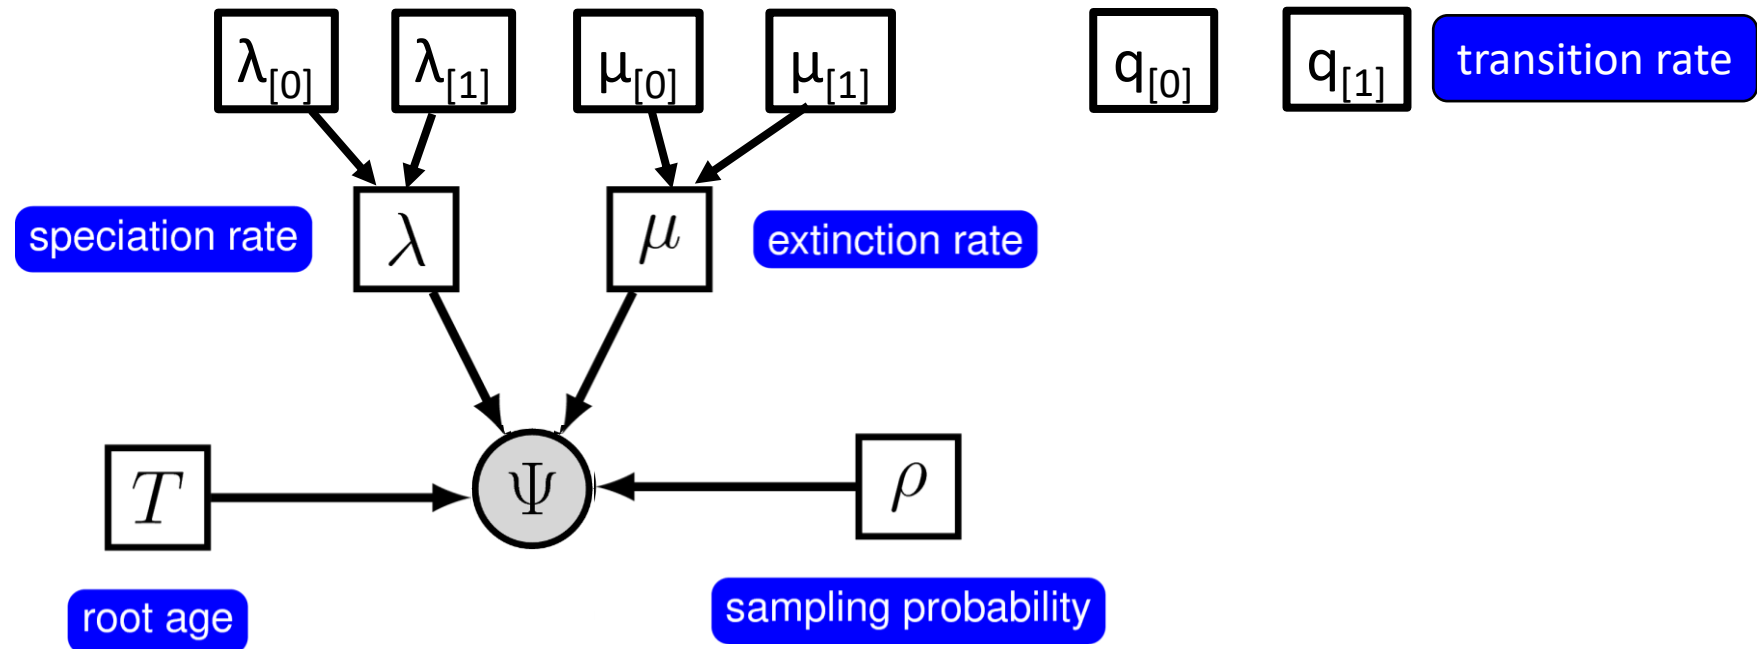 λ[0] λ[1] μ[0] μ[1] q[0] q[1] transition rate
speciation rate λ μ extinction rate
T Ψ ρ
root age sampling probability